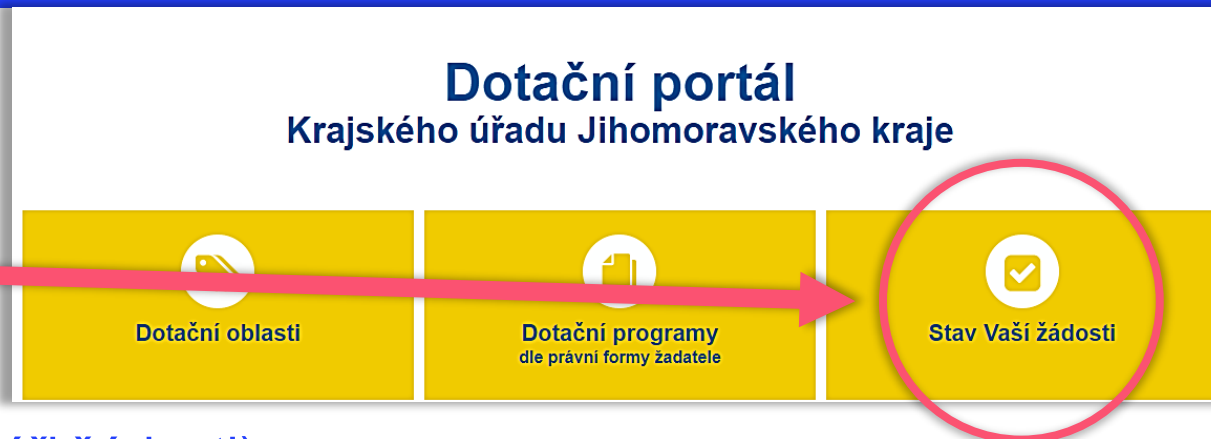 Dotační portál
Krajského úřadu Jihomoravského kraje
Dotační oblasti
Dotační programy
dle právní formy žadatele
Stav Vaší žádosti